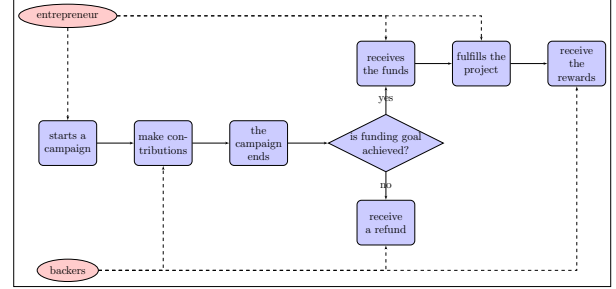 entrepreneur
receives
the funds
fulfills the
project
receive
the
rewards
yes
starts a
campaign
make con-
tributions
the
campaign
ends
is funding goal
achieved?
no
receive
a refund
backers